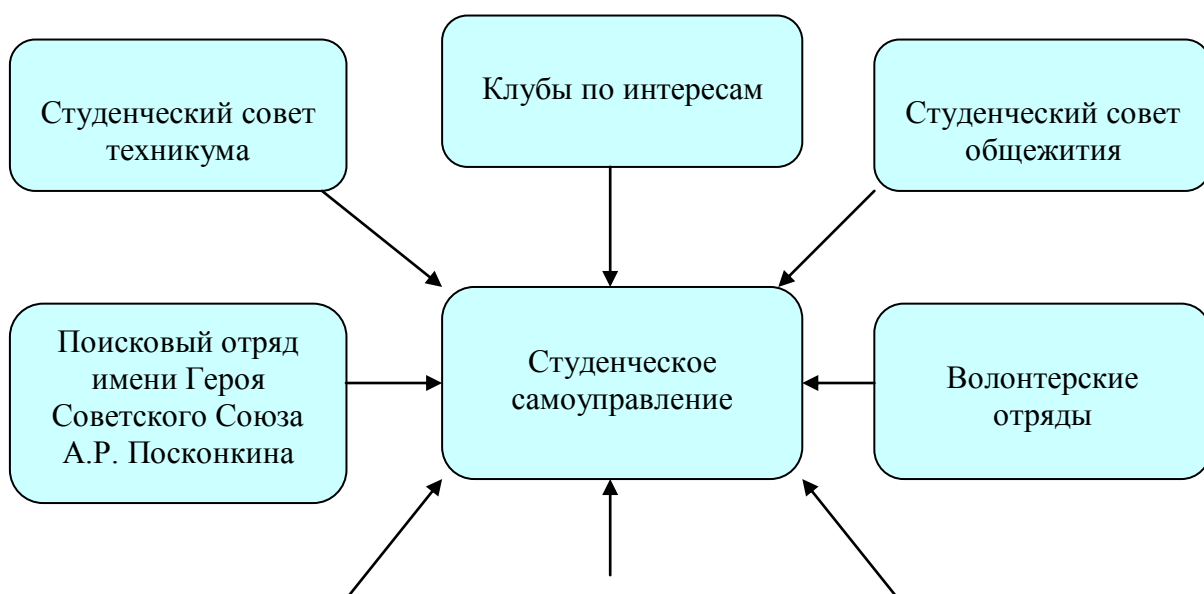 Студенческий совет
техникума
Клубы по интересам
Студенческий совет
общежития
Поисковый отряд
имени Героя
Советского Союза
А.Р. Посконкина
Студенческое
самоуправление
Волонтерские
отряды